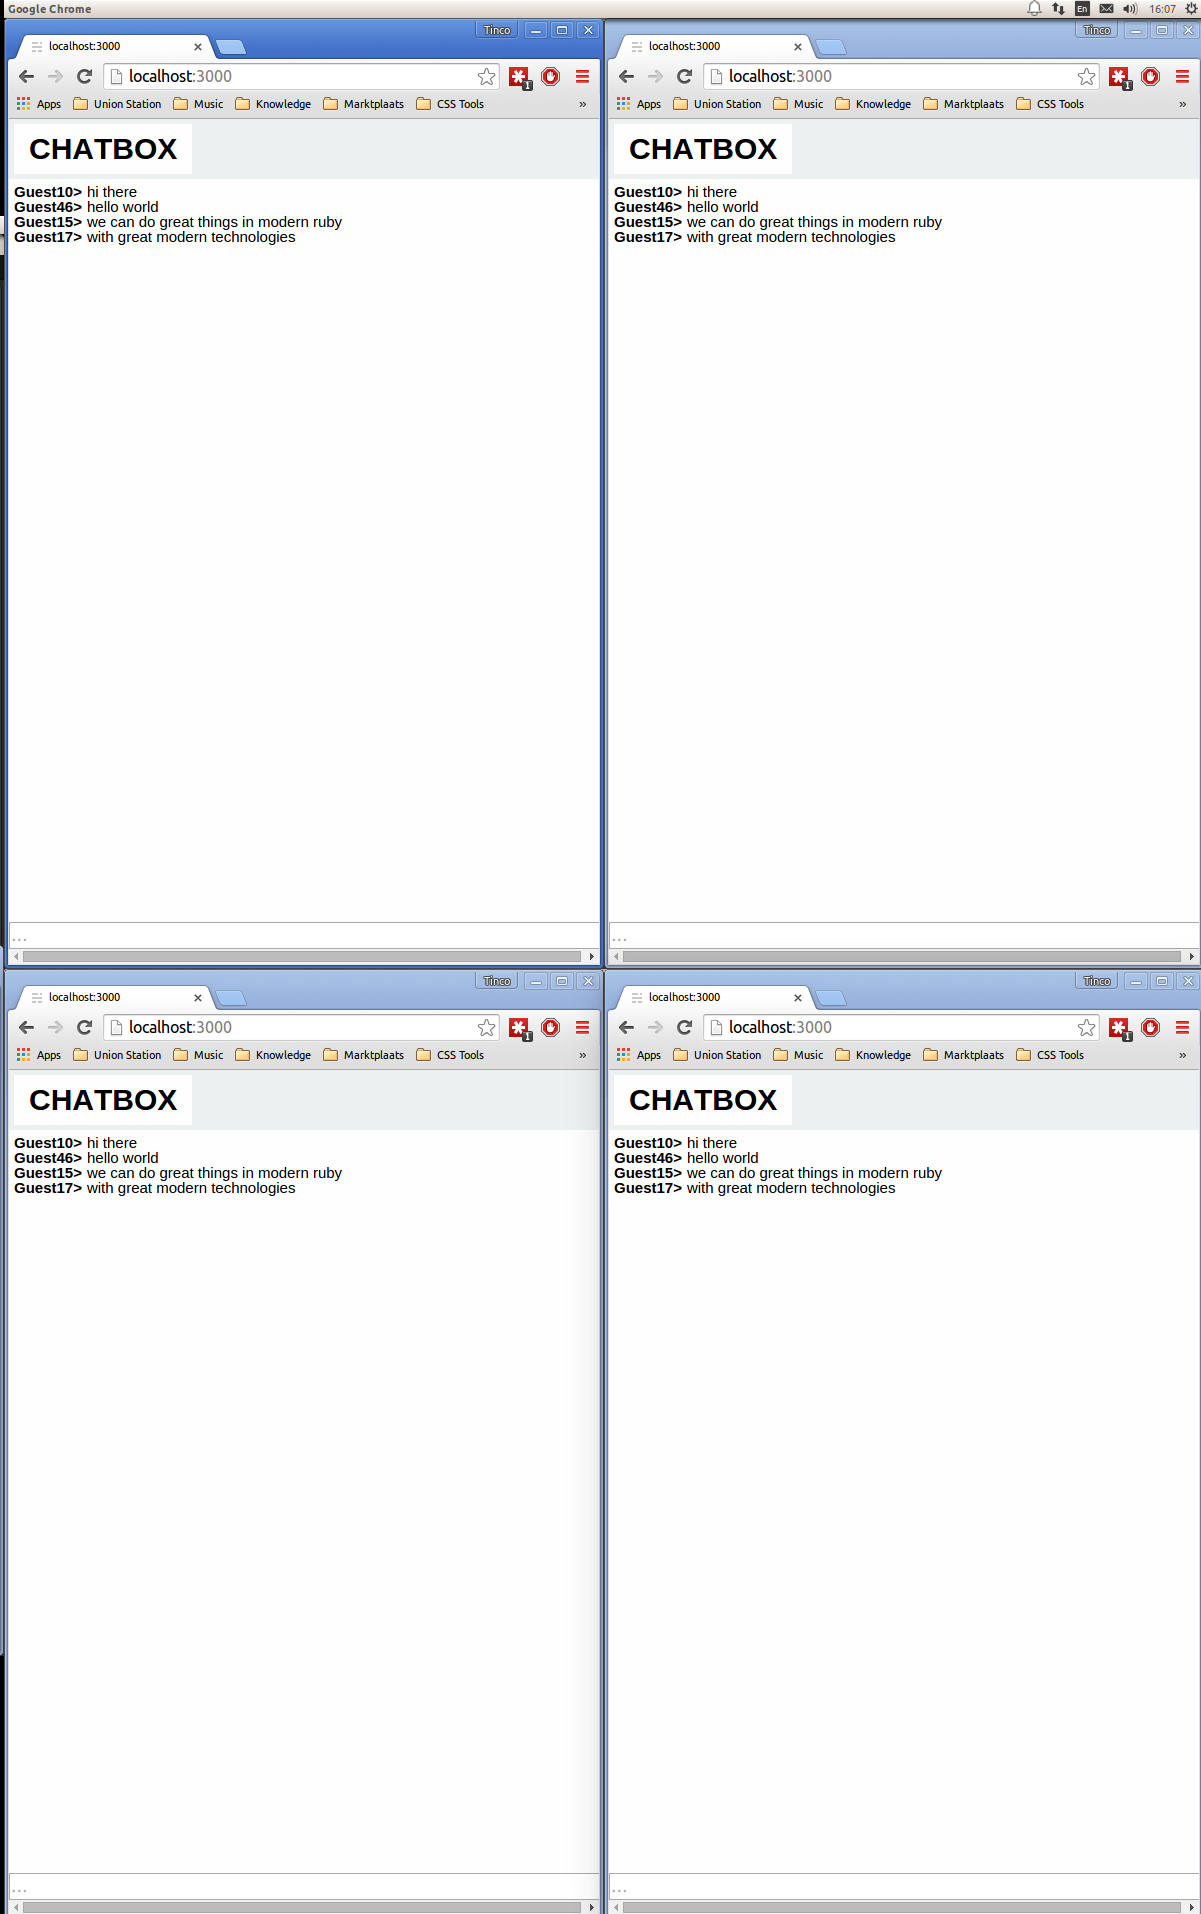 Google Chrome
En
16:07
Tinco
localhost:3000
localhost:3000
1
Apps Union Station Music Knowledge Marktplaats CSS Tools »
CHATBOX
Guest10> hi there
Guest46> hello world
Guest15> we can do great things in modern ruby
Guest17> with great modern technologies
...
Tinco
localhost:3000
localhost:3000
1
Apps Union Station Music Knowledge Marktplaats CSS Tools »
CHATBOX
Guest10> hi there
Guest46> hello world
Guest15> we can do great things in modern ruby
Guest17> with great modern technologies
...
Tinco
localhost:3000
localhost:3000
1
Apps Union Station Music Knowledge Marktplaats CSS Tools »
CHATBOX
Guest10> hi there
Guest46> hello world
Guest15> we can do great things in modern ruby
Guest17> with great modern technologies
...
Tinco
localhost:3000
localhost:3000
1
Apps Union Station Music Knowledge Marktplaats CSS Tools »
CHATBOX
Guest10> hi there
Guest46> hello world
Guest15> we can do great things in modern ruby
Guest17> with great modern technologies
...